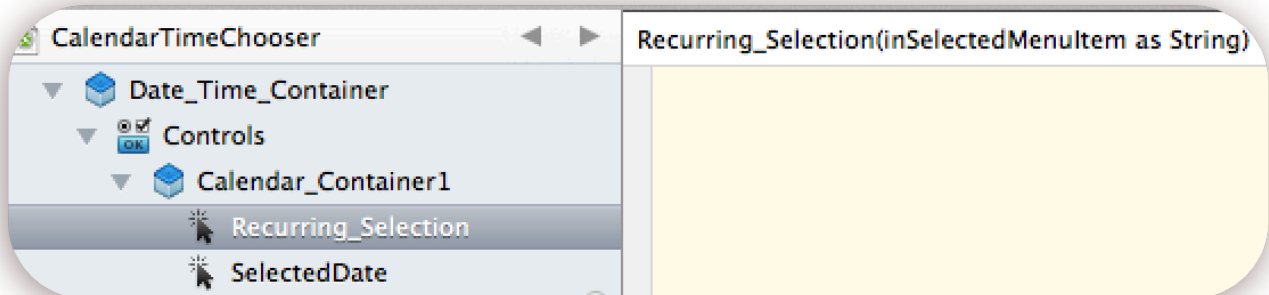 CalendarTimeChooser
Recurring_Selection(inSelectedMenuItem as String)
Date_Time_Container
OK
Controls
Calendar_Container1
Recurring_Selection
SelectedDate